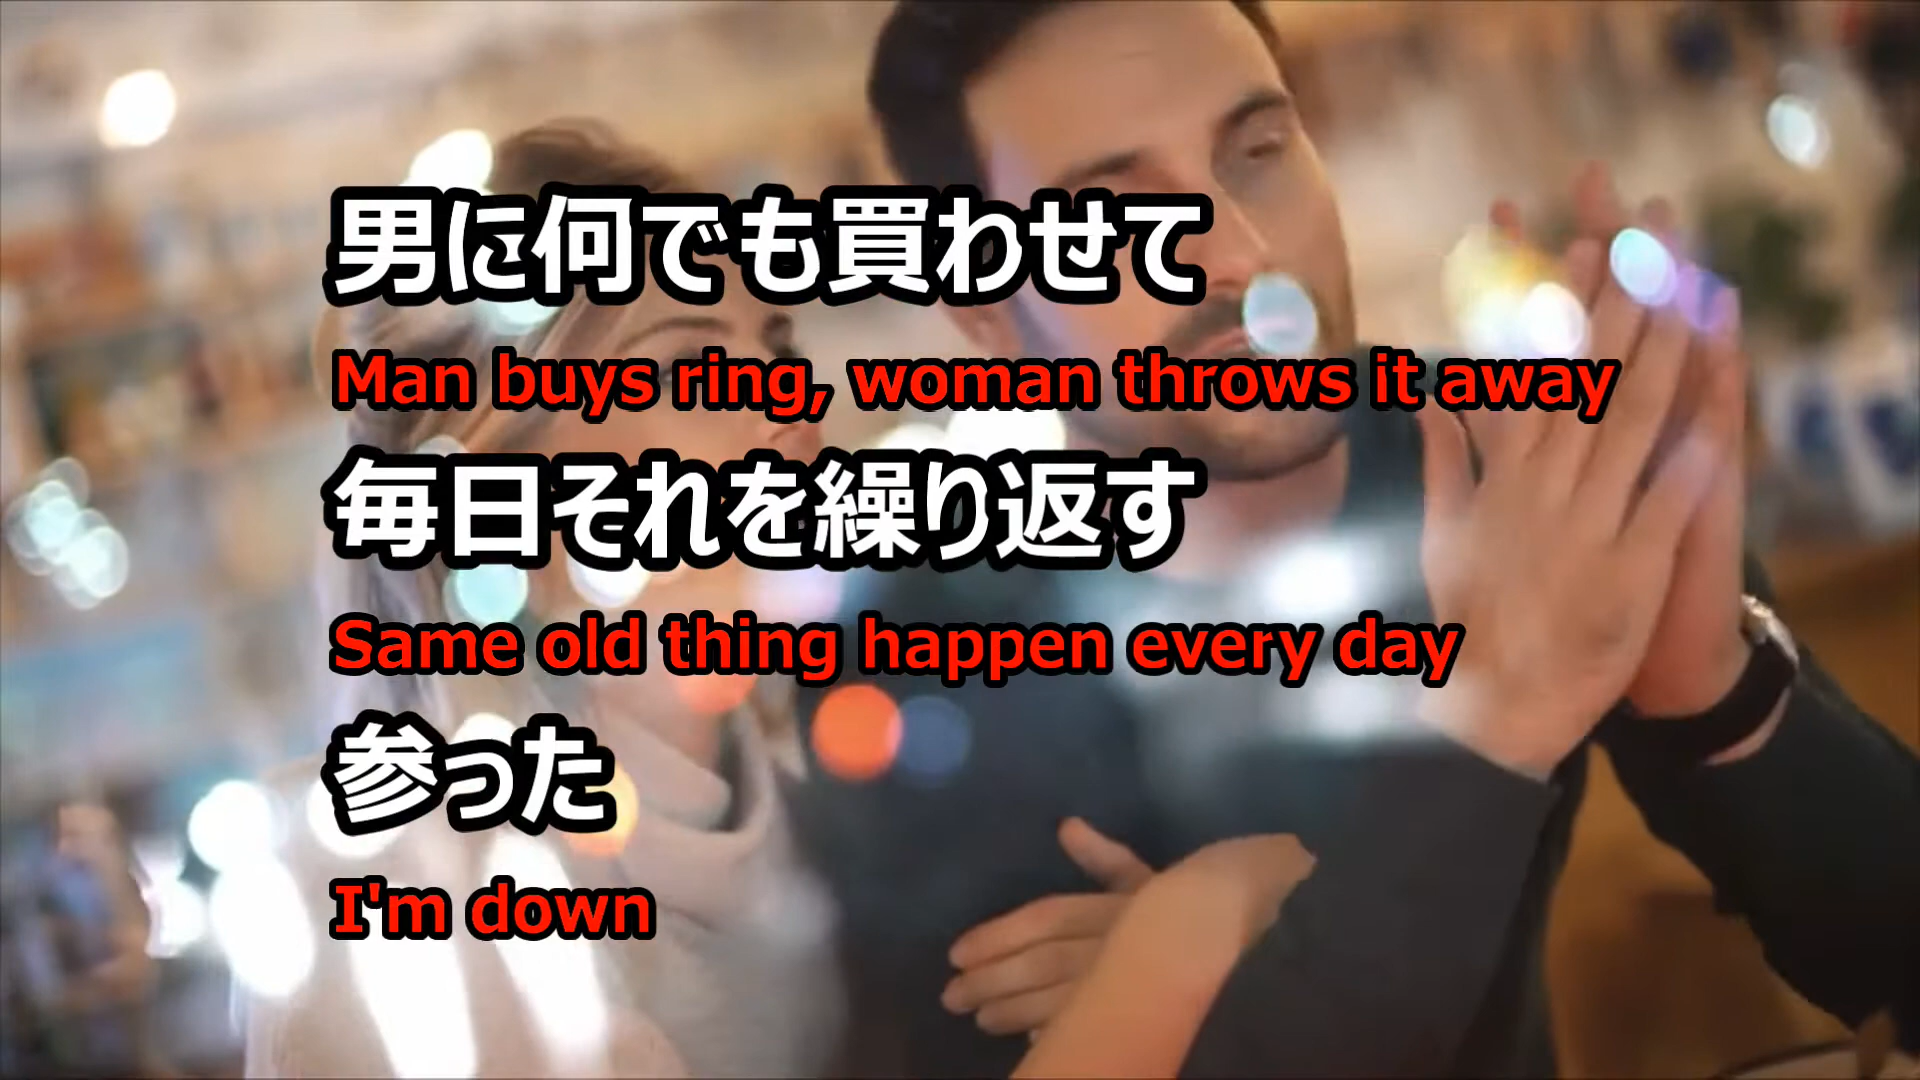 男に何でも買わせて
Man buys ring, woman throws it away
毎日それを繰り返す
Same old thing happen every day
参った
I'm down